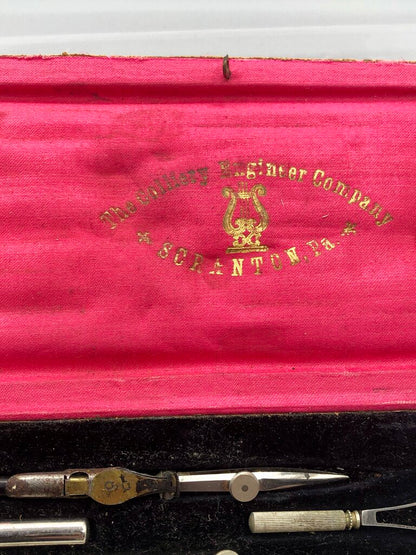 The Colliery Engineer Company
SCRANTON, Pa